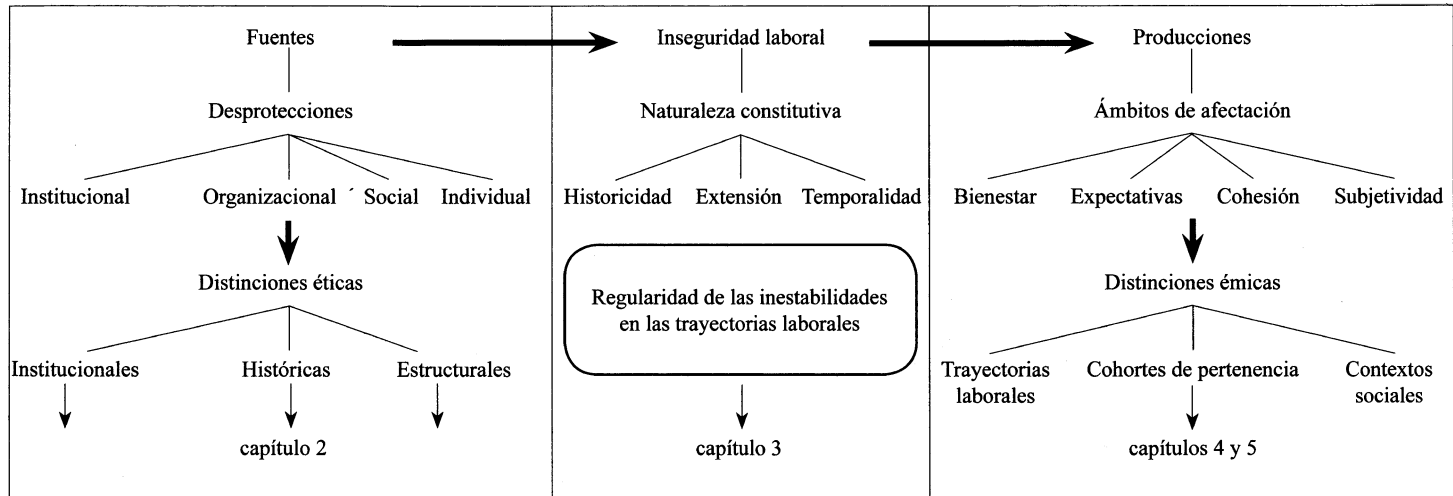 Fuentes
Inseguridad laboral
Producciones
Desprotecciones
Naturaleza constitutiva
Ámbitos de afectación
Institucional
Organizacional
Social
Individual
Historicidad
Extensión
Temporalidad
Bienestar
Expectativas
Cohesión
Subjetividad
Distinciones éticas
Regularidad de las inestabilidades
en las trayectorias laborales
Distinciones émicas
Institucionales
Históricas
Estructurales
Trayectorias
laborales
Cohortes de pertenencia
Contextos
sociales
capítulo 2
capítulo 3
capítulos 4 y 5